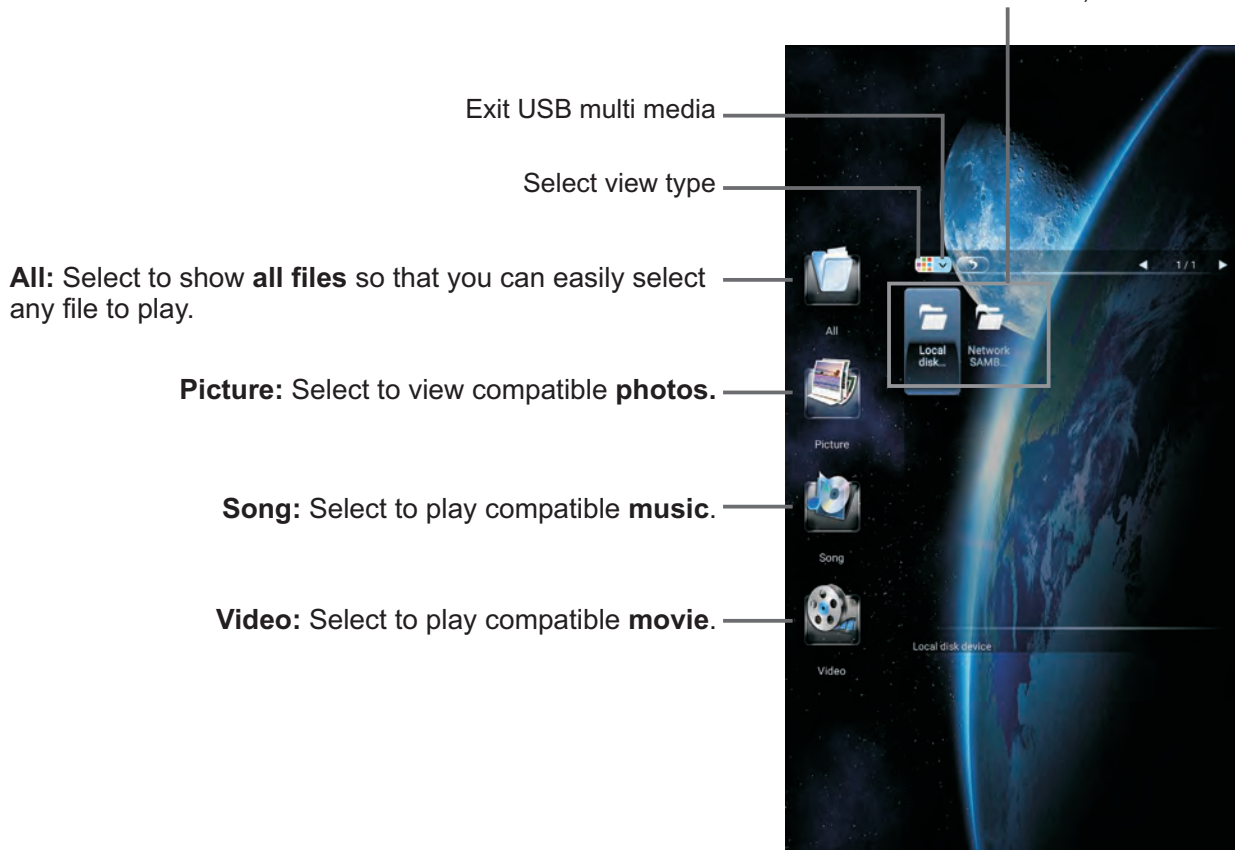 Exit USB multi media
Select view type
All: Select to show all files so that you can easily select
any file to play.
Picture: Select to view compatible photos.
Song: Select to play compatible music.
Video: Select to play compatible movie.
1/1
All
Local
disk...
Network
SAMB...
Picture
Song
Local disk device
Video